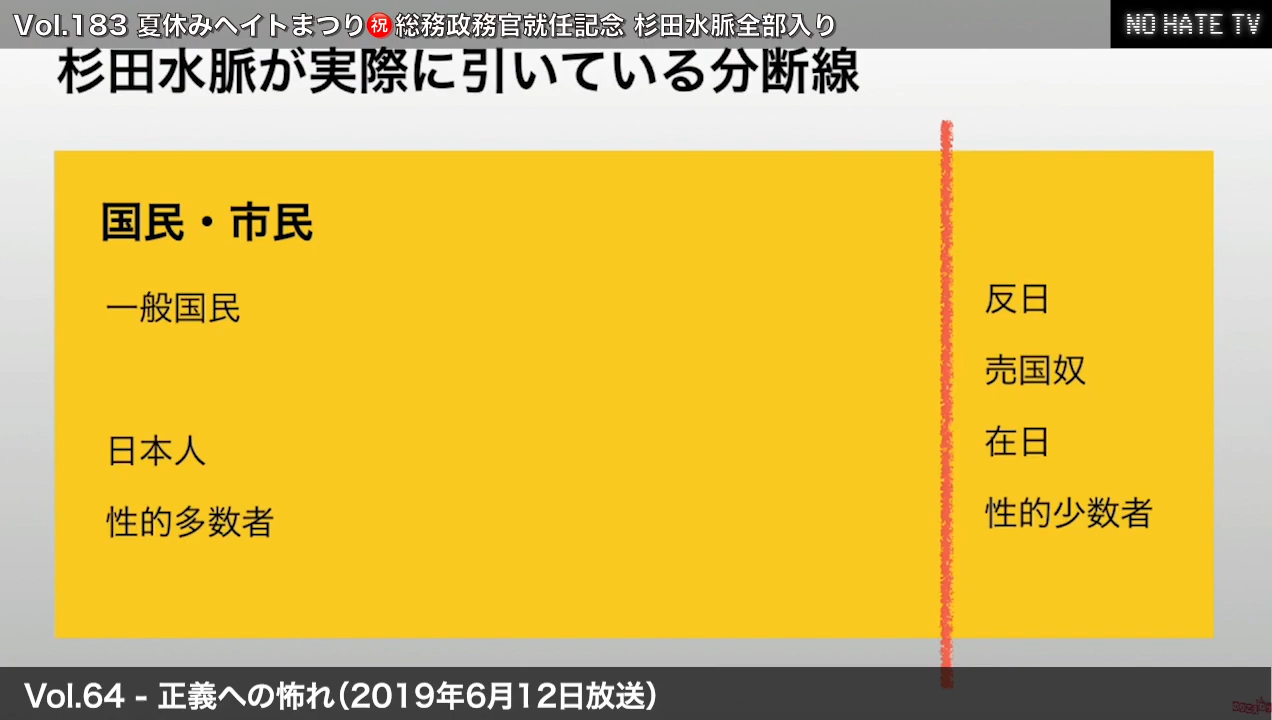 Vol.183 夏休みヘイトまつり㊗総務政務官就任記念 杉田水脈全部入り
NO HATE TV
杉田水脈が実際に引いている分断線
国民・市民
一般国民
日本人
性的多数者
反日
売国奴
在日
性的少数者
Vol.64 - 正義への怖れ（2019年6月12日放送）